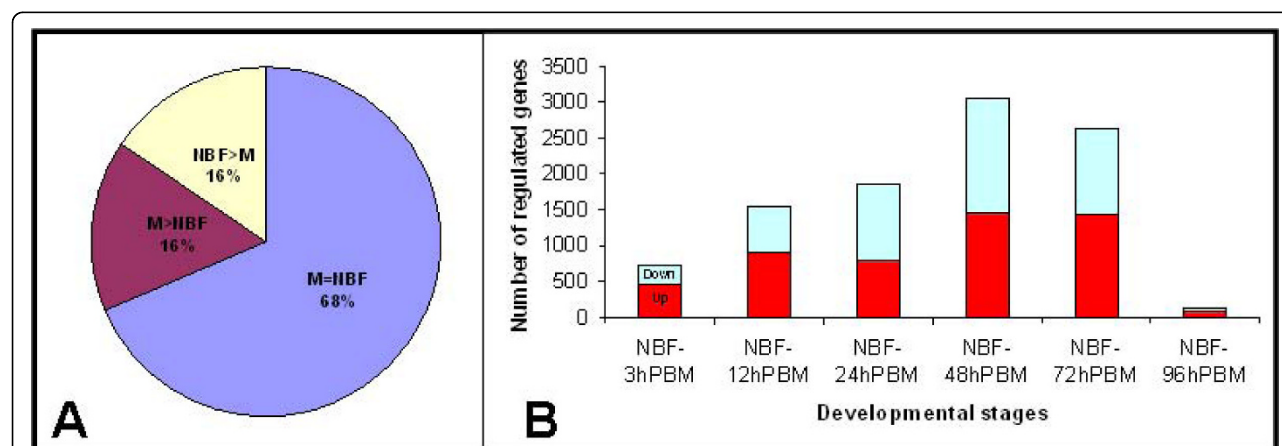 NBF>M
16%
M>NBF
16%
M=NBF
68%
A
Number of regulated genes
3500
3000
2500
2000
1500
1000
500
0
Down
Up
NBF-
3hPBM
NBF-
12hPBM
NBF-
24hPBM
NBF-
48hPBM
NBF-
72hPBM
NBF-
96hPBM
Developmental stages
B